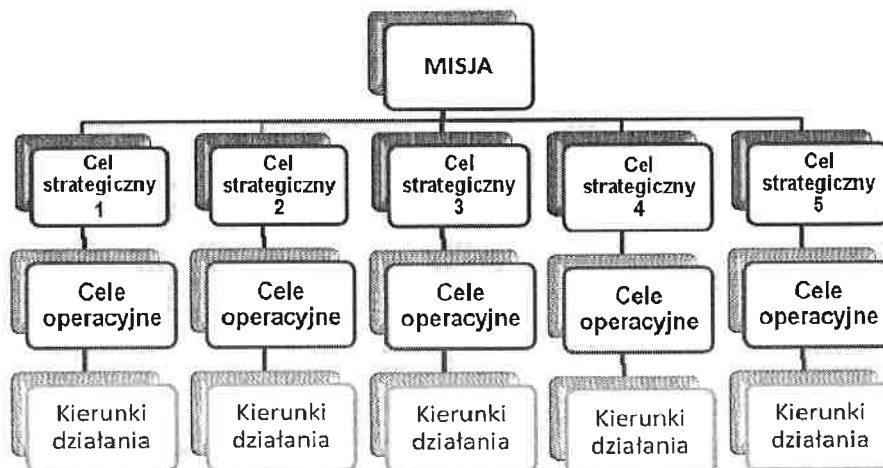 MISJA
Cel
strategiczny
1
Cel
strategiczny
2
Cel
strategiczny
3
Cel
strategiczny
4
Cel
strategiczny
5
Cele
operacyjne
Cele
operacyjne
Cele
operacyjne
Cele
operacyjne
Cele
operacyjne
Kierunki
działania
Kierunki
działania
Kierunki
działania
Kierunki
działania
Kierunki
działania